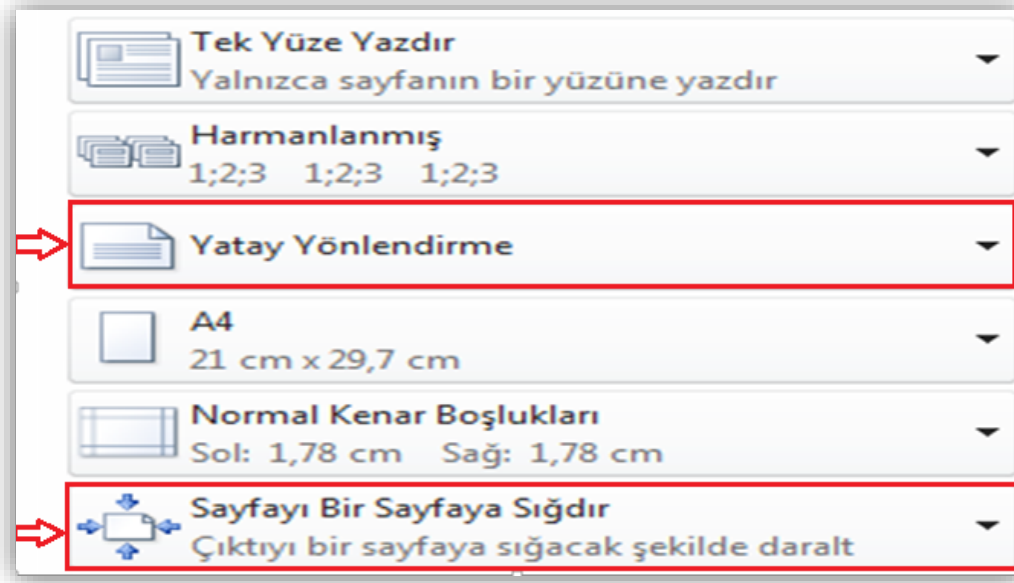 Tek Yüze Yazdır
Yalnızca sayfanın bir yüzüne yazdır
Harmanlanmış
1;2;3 1;2;3 1;2;3
Yatay Yönlendirme
A4
21 cm x 29,7 cm
Normal Kenar Boşlukları
Sol: 1,78 cm Sağ: 1,78 cm
Sayfayı Bir Sayfaya Sığdır
Çıktıyı bir sayfaya sığacak şekilde daralt